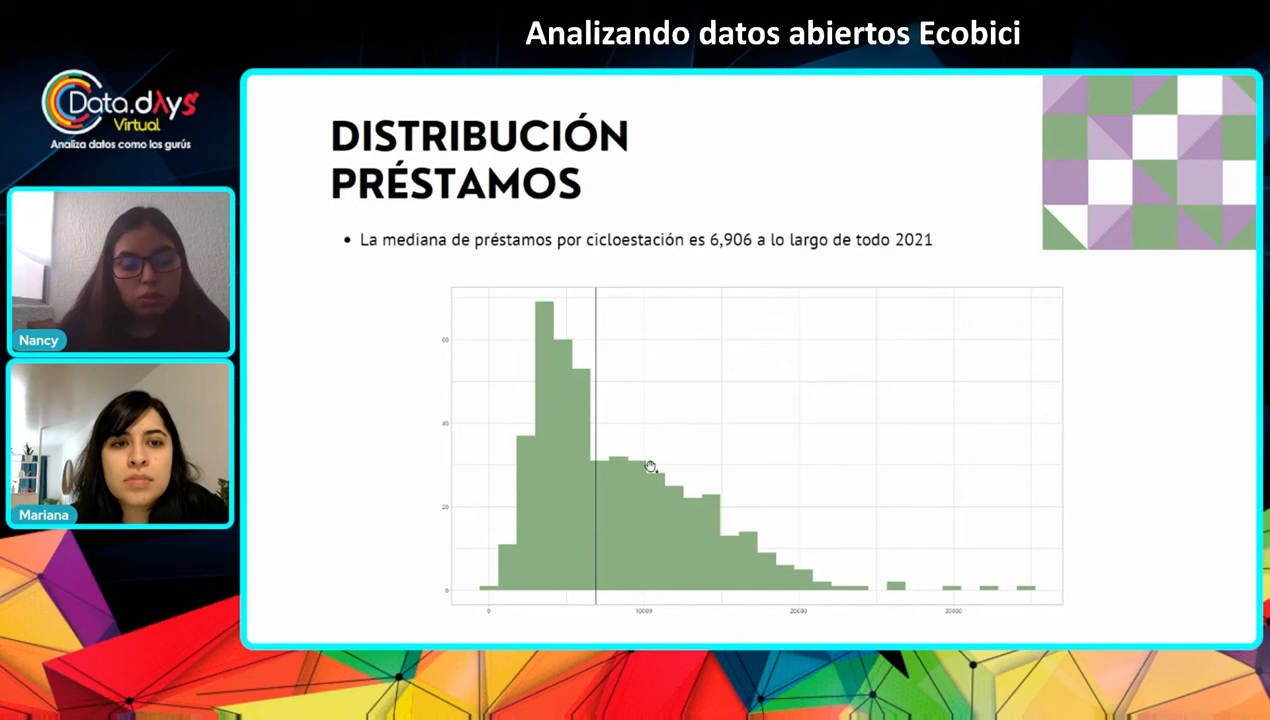 Analizando datos abiertos Ecobici
Data.dAys
Virtual
Analiza datos como los gurús
DISTRIBUCIÓN
PRÉSTAMOS
• La mediana de préstamos por cicloestación es 6,906 a lo largo de todo 2021
Nancy
Mariana
60
40
20
0
0 10000 20000 30000